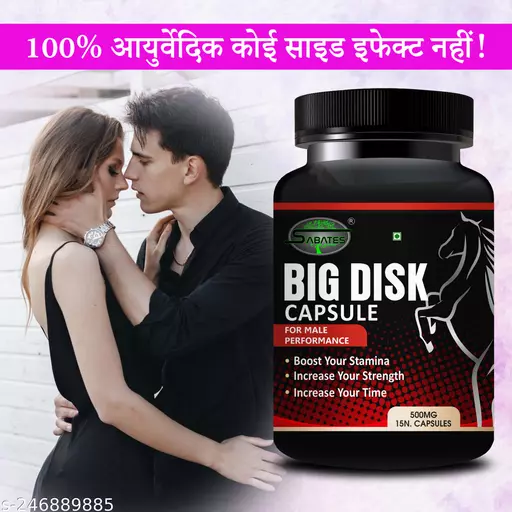 100% आयुर्वेदिक कोई साइड इफेक्ट नहीं!
SABATES ®
BIG DISK
CAPSULE
FOR MALE
PERFORMANCE
• Boost Your Stamina
• Increase Your Strength
• Increase Your Time
500MG
15N. CAPSULES
s-246889885